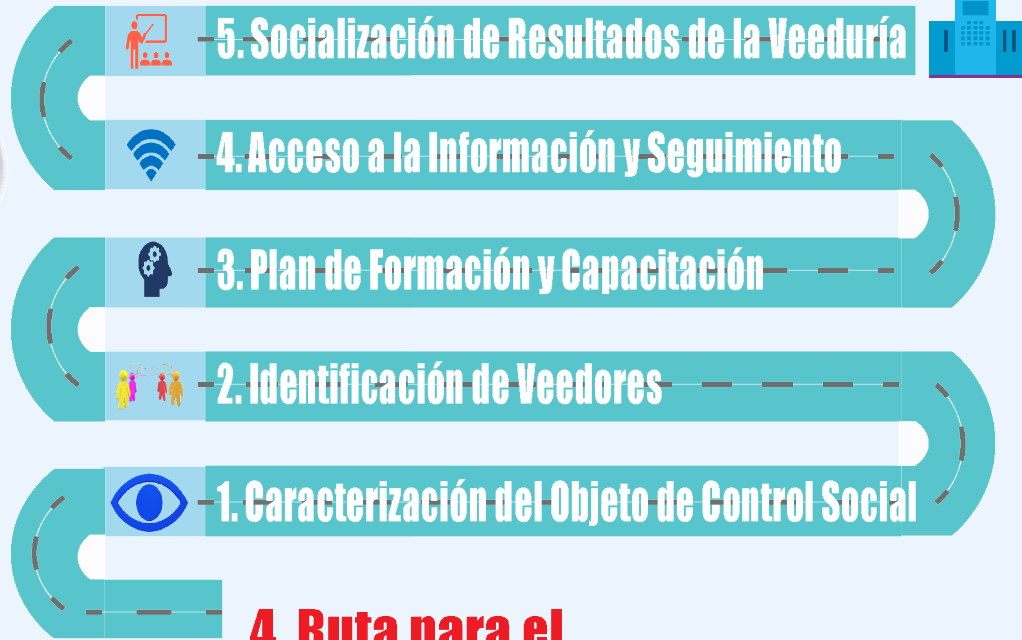 5. Socialización de Resultados de la Veeduría
4. Acceso a la Información y Seguimiento
3. Plan de Formación y Capacitación
2. Identificación de Veedores
1. Caracterización del Objeto de Control Social
4. Ruta para el